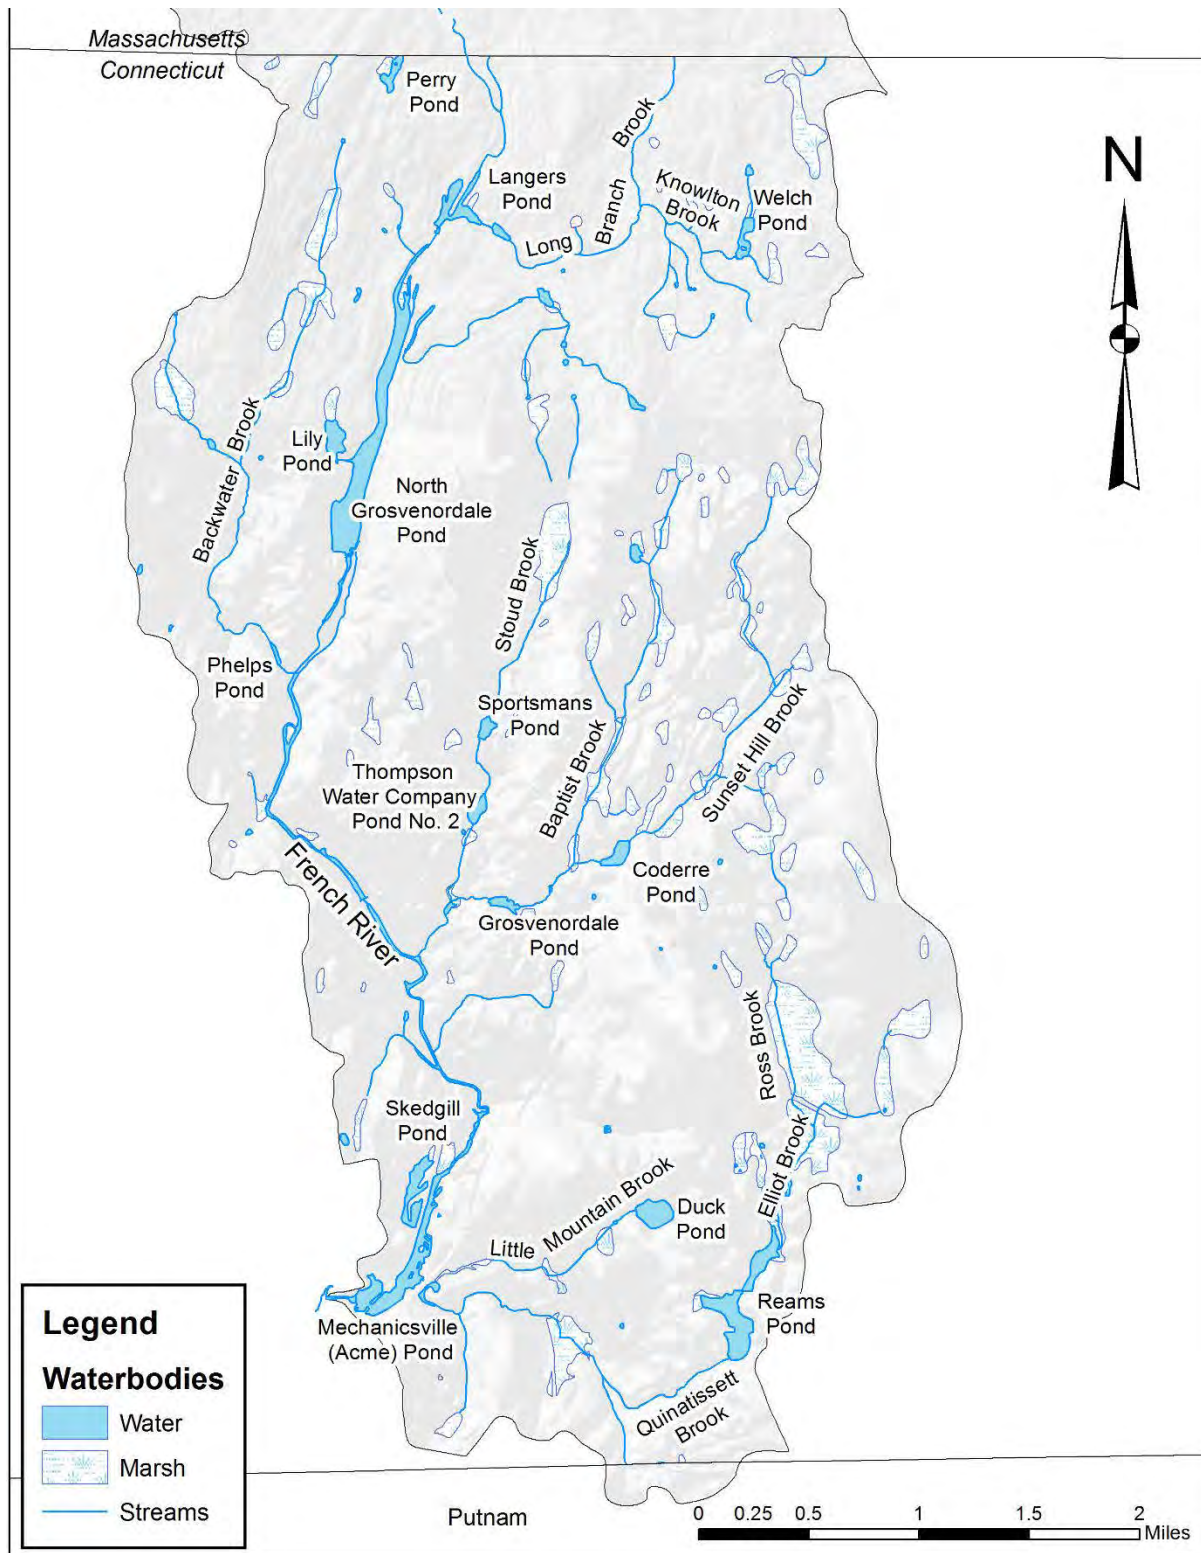 Massachusetts
Connecticut
Perry
Pond
Brook
N
Langers
Pond
Knowlton
Brook
Welch
Pond
Branch
Long
Backwater Brook
Lily
Pond
North
Grosvenordale
Pond
Stoud Brook
Phelps
Pond
Sportsmans
Pond
Sunset Hill Brook
Baptist Brook
Thompson
Water Company
Pond No. 2
French River
Coderre
Pond
Grosvenordale
Pond
Ross Brook
Skedgill
Pond
Elliot Brook
Little
Mountain Brook
Duck
Pond
Reams
Pond
Mechanicsville
(Acme) Pond
Quinatissett
Brook
Legend
Waterbodies
Water
Marsh
Streams
Putnam
0 0.25 0.5 1 1.5 2
Miles